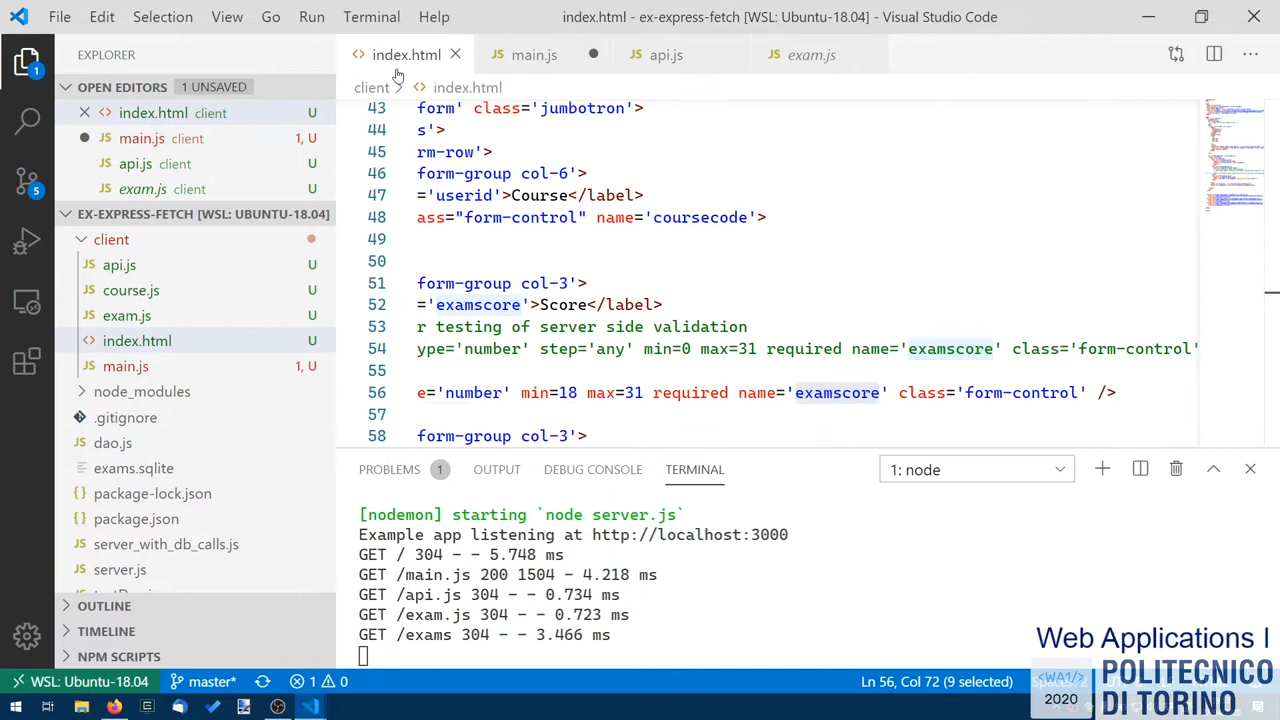 File Edit Selection View Go Run Terminal Help index.html - ex-express-fetch [WSL: Ubuntu-18.04] - Visual Studio Code
EXPLORER
index.html
main.js
api.js
exam.js
OPEN EDITORS 1 UNSAVED
client > index.html
index.html client
main.js client 1, U
api.js client U
exam.js client U
EX-EXPRESS-FETCH [WSL: UBUNTU-18.04]
client
api.js U
course.js U
exam.js U
index.html U
main.js 1, U
node_modules
.gitignore
dao.js
exams.sqlite
package-lock.json
package.json
server_with_db_calls.js
server.js
OUTLINE
TIMELINE
NPM SCRIPTS
1
5
43 form' class='jumbotron'>
44 s'>
45 rm-row'>
46 form-group col-6'>
47 ='userid'>Course</label>
48 ass="form-control" name='coursecode'>
49
50
51 form-group col-3'>
52 ='examscore'>Score</label>
53 r testing of server side validation
54 ype='number' step='any' min=0 max=31 required name='examscore' class='form-control'
55
56 e='number' min=18 max=31 required name='examscore' class='form-control' />
57
58 form-group col-3'>
PROBLEMS 1 OUTPUT DEBUG CONSOLE TERMINAL 1: node
[nodemon] starting `node server.js`
Example app listening at http://localhost:3000
GET / 304 - - 5.748 ms
GET /main.js 200 1504 - 4.218 ms
GET /api.js 304 - - 0.734 ms
GET /exam.js 304 - - 0.723 ms
GET /exams 304 - - 3.466 ms
WSL: Ubuntu-18.04 master* 1 0 Ln 56, Col 72 (9 selected)
Web Applications I
<WA1/>
2020
POLITECNICO
DI TORINO